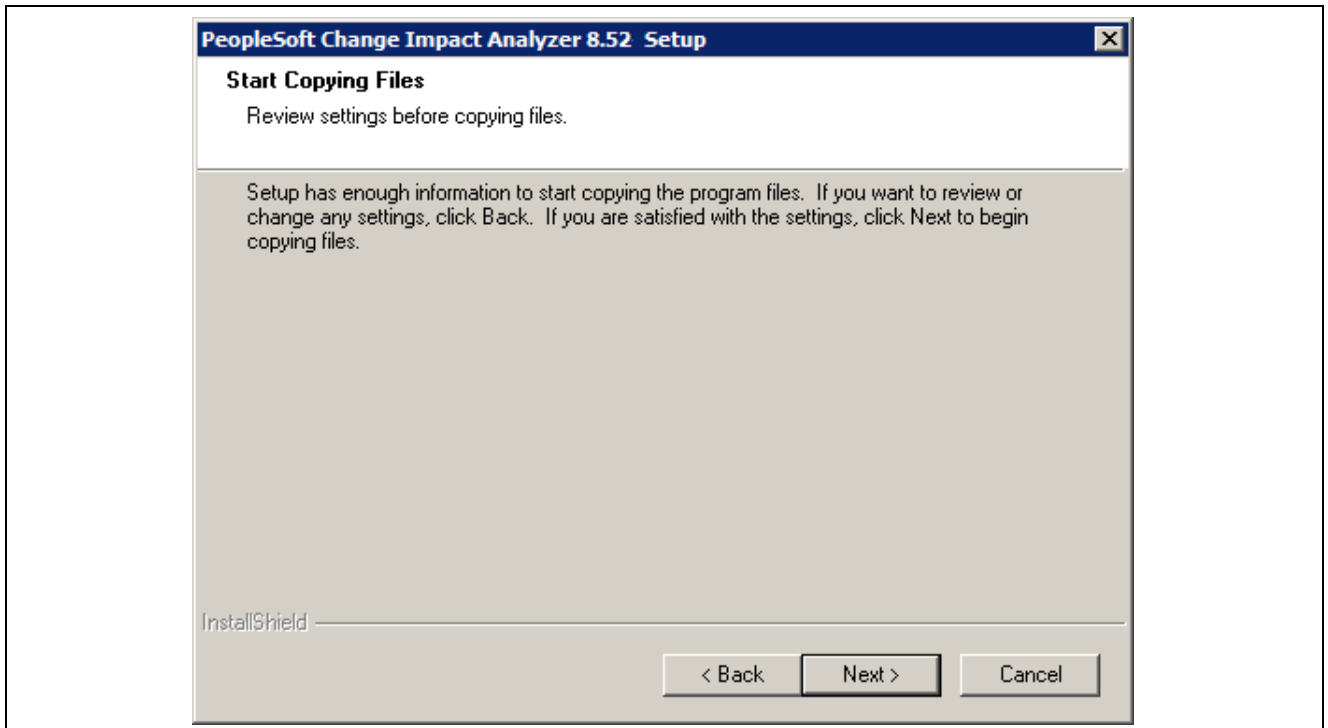 PeopleSoft Change Impact Analyzer 8.52 Setup
Start Copying Files
Review settings before copying files.
Setup has enough information to start copying the program files. If you want to review or
change any settings, click Back. If you are satisfied with the settings, click Next to begin
copying files.
InstallShield
< Back Next > Cancel